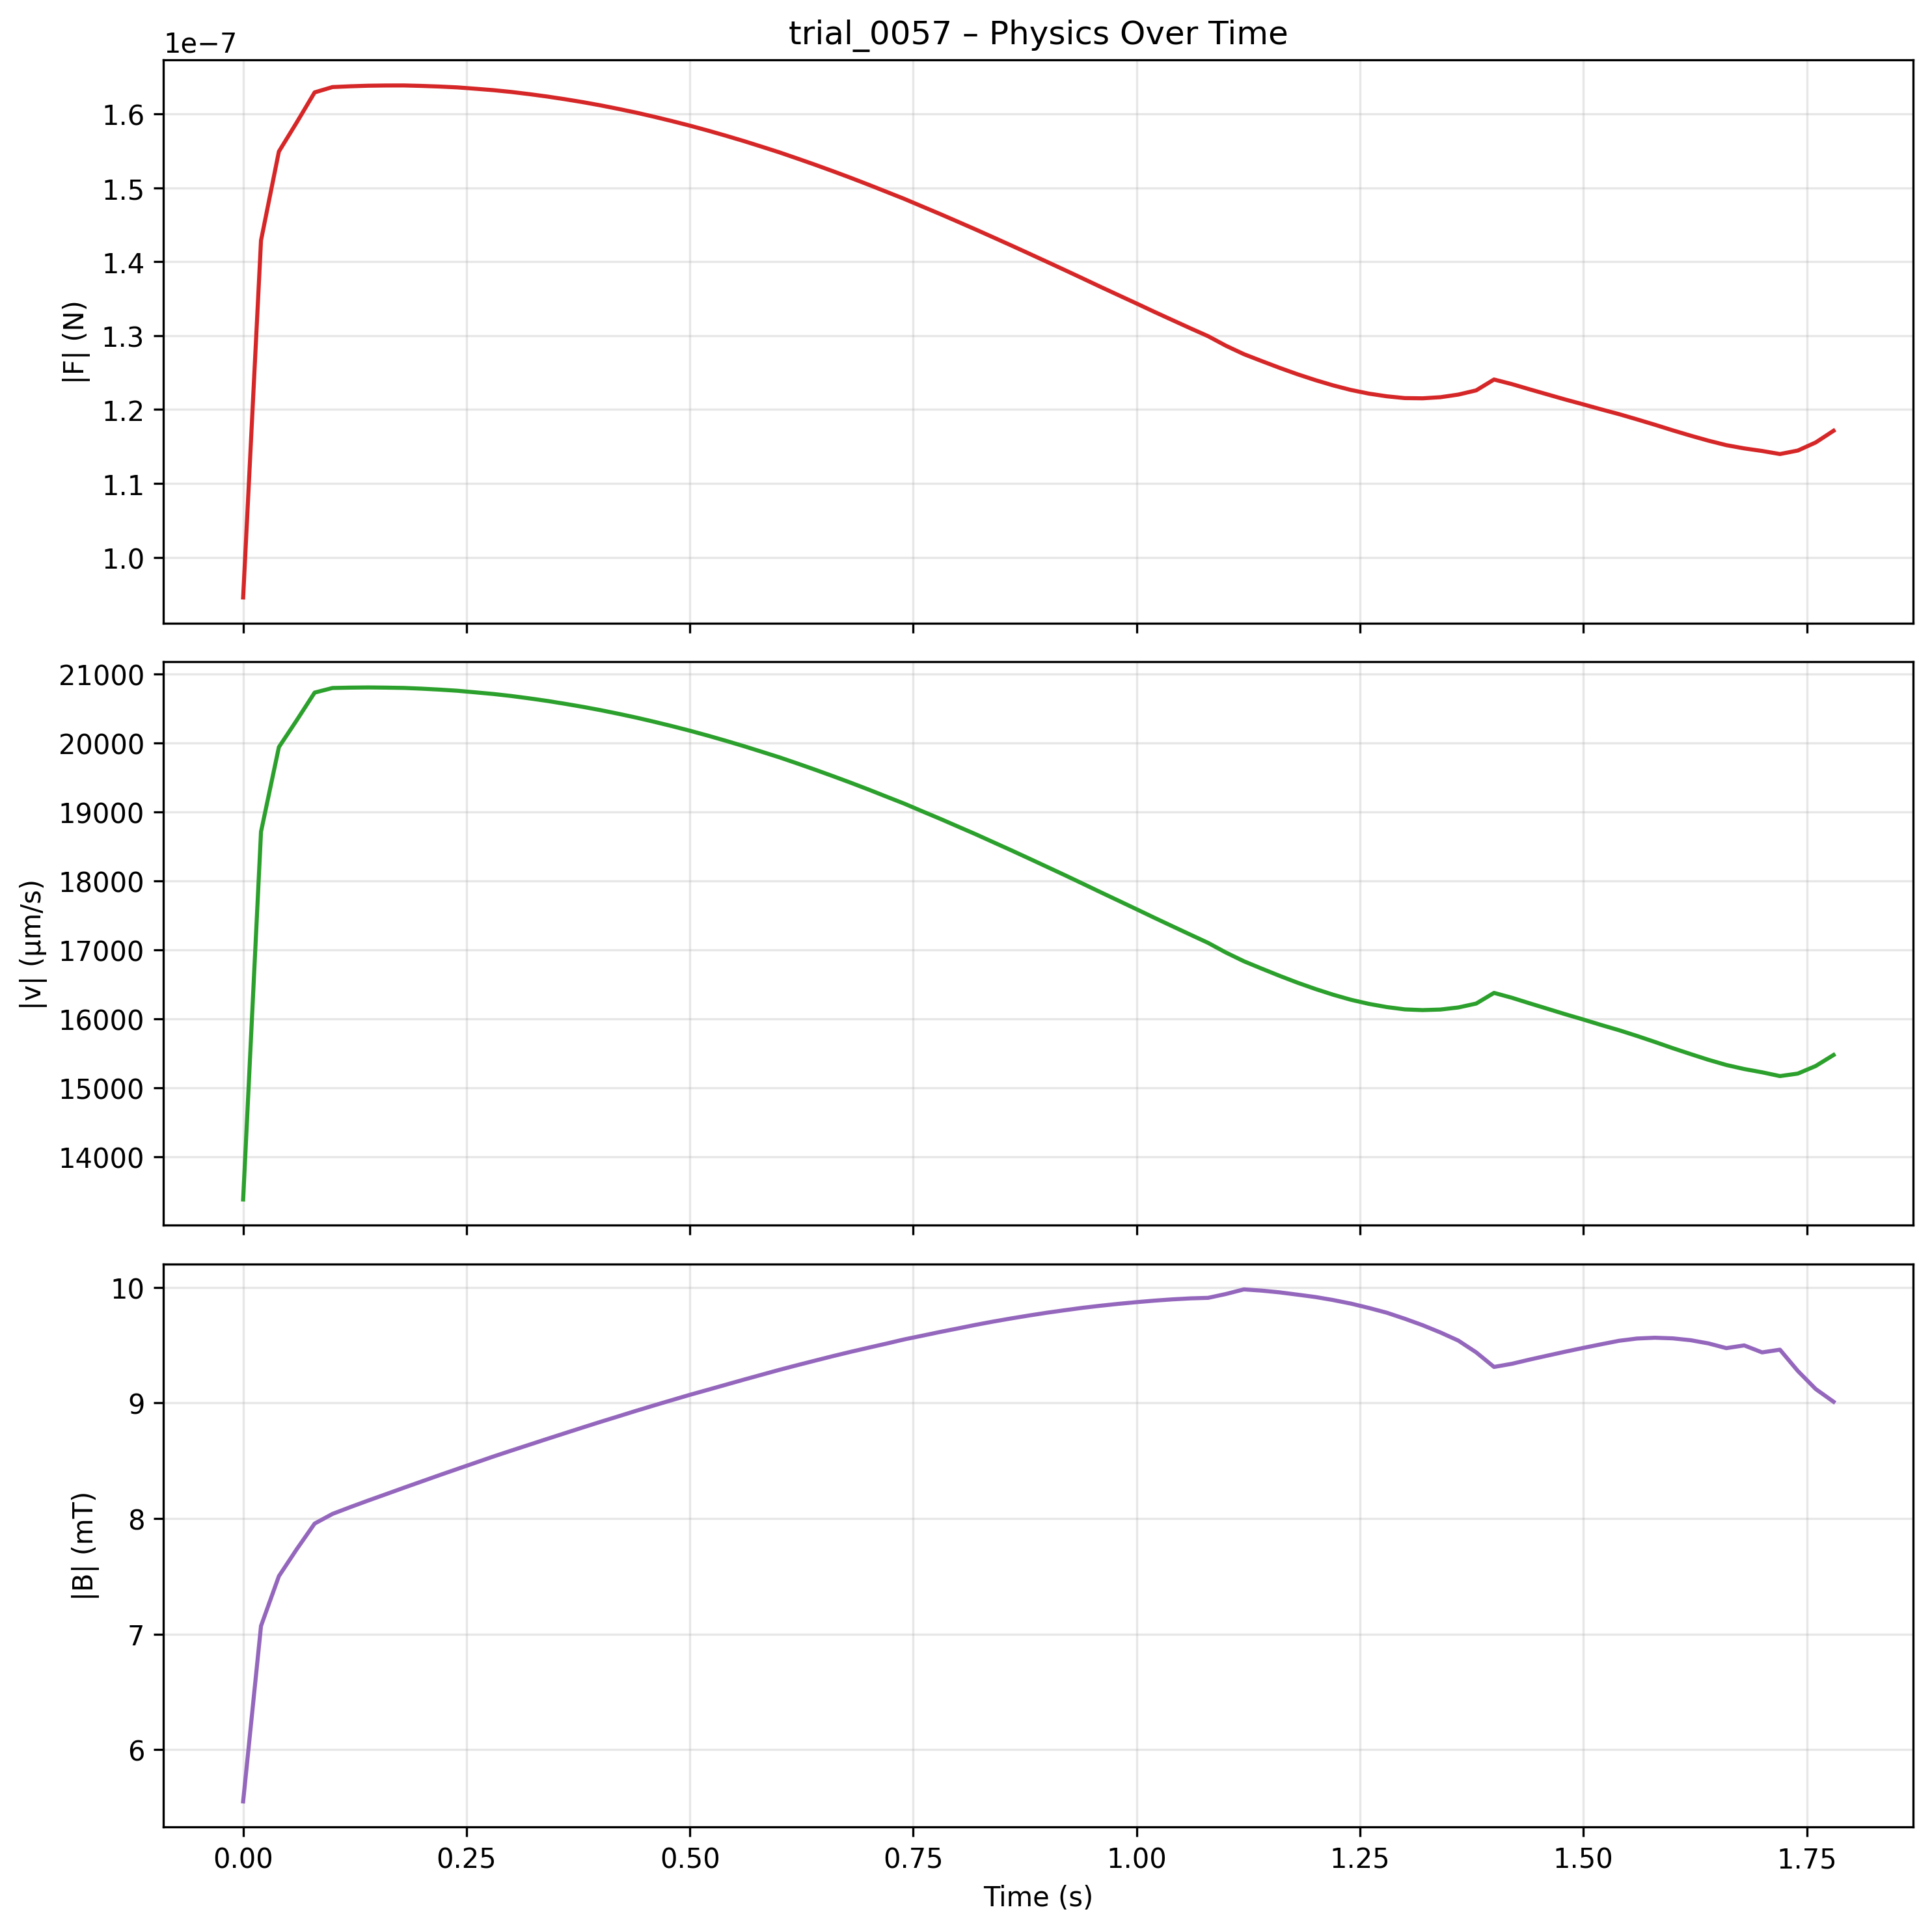 trial_0057 – Physics Over Time
1e−7
1.6
1.5
1.4
1.3
1.2
1.1
1.0
|F| (N)
21000
20000
19000
18000
17000
16000
15000
14000
|v| (µm/s)
10
9
8
7
6
|B| (mT)
0.00 0.25 0.50 0.75 1.00 1.25 1.50 1.75
Time (s)